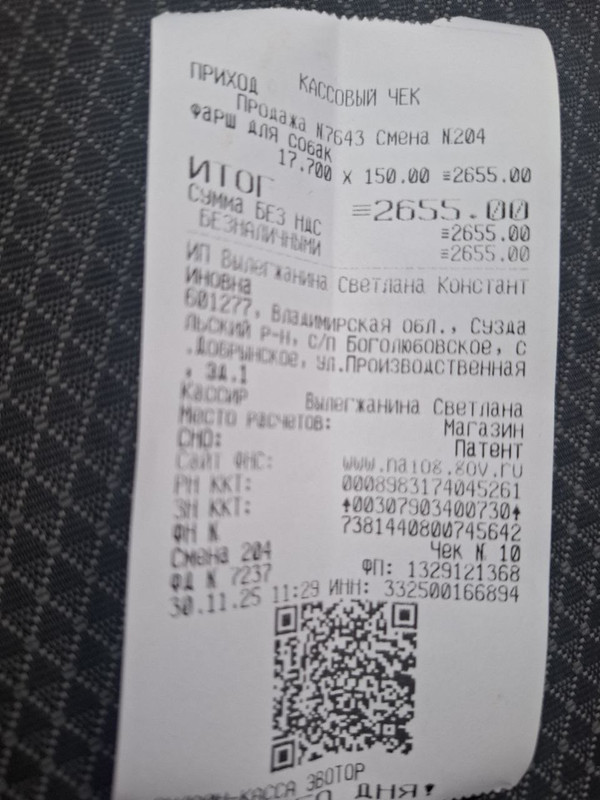 КАССОВЫЙ ЧЕК
ПРИХОД
Продажа N7643 Смена N204
Фарш для собак
17.700 x 150.00 ≡2655.00
ИТОГ ≡2655.00
Сумма БЕЗ НДС ≡2655.00
БЕЗНАЛИЧНЫМИ ≡2655.00
ИП Вылегжанина Светлана Констант
иновна
601277, Владимирская обл., Сузда
льский р-н, с/п Боголюбовское, с
.Добрынское, ул.Производственная
, зд.1
Кассир Вылегжанина Светлана
Место расчетов: Магазин
СНО: Патент
Сайт ФНС: www.nalog.gov.ru
РН ККТ: 0008983174045261
ЗН ККТ: ↑00307903400730↑
ФН N 7381440800745642
Смена 204 Чек N 10
ФД N 7237 ФП: 1329121368
30.11.25 11:29 ИНН: 332500166894
КАССА ЭВОТОР
ДНЯ!